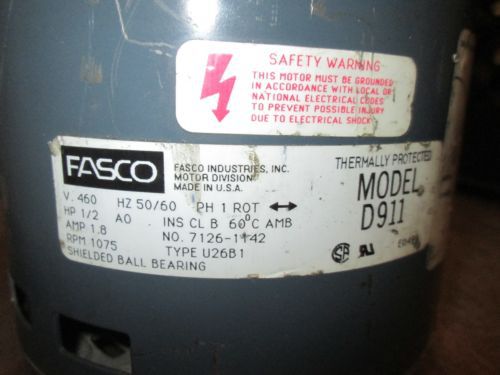 SAFETY WARNING
THIS MOTOR MUST BE GROUNDED
IN ACCORDANCE WITH LOCAL OR
NATIONAL ELECTRICAL CODES
TO PREVENT POSSIBLE INJURY
DUE TO ELECTRICAL SHOCK
FASCO
FASCO INDUSTRIES, INC.
MOTOR DIVISION
MADE IN U.S.A.
THERMALLY PROTECTED
MODEL
D911
V. 460 HZ 50/60 PH 1 ROT ↔
HP 1/2 AO INS CL B 60°C AMB
AMP 1.8 NO. 7126-1142
RPM 1075 TYPE U26B1
SHIELDED BALL BEARING